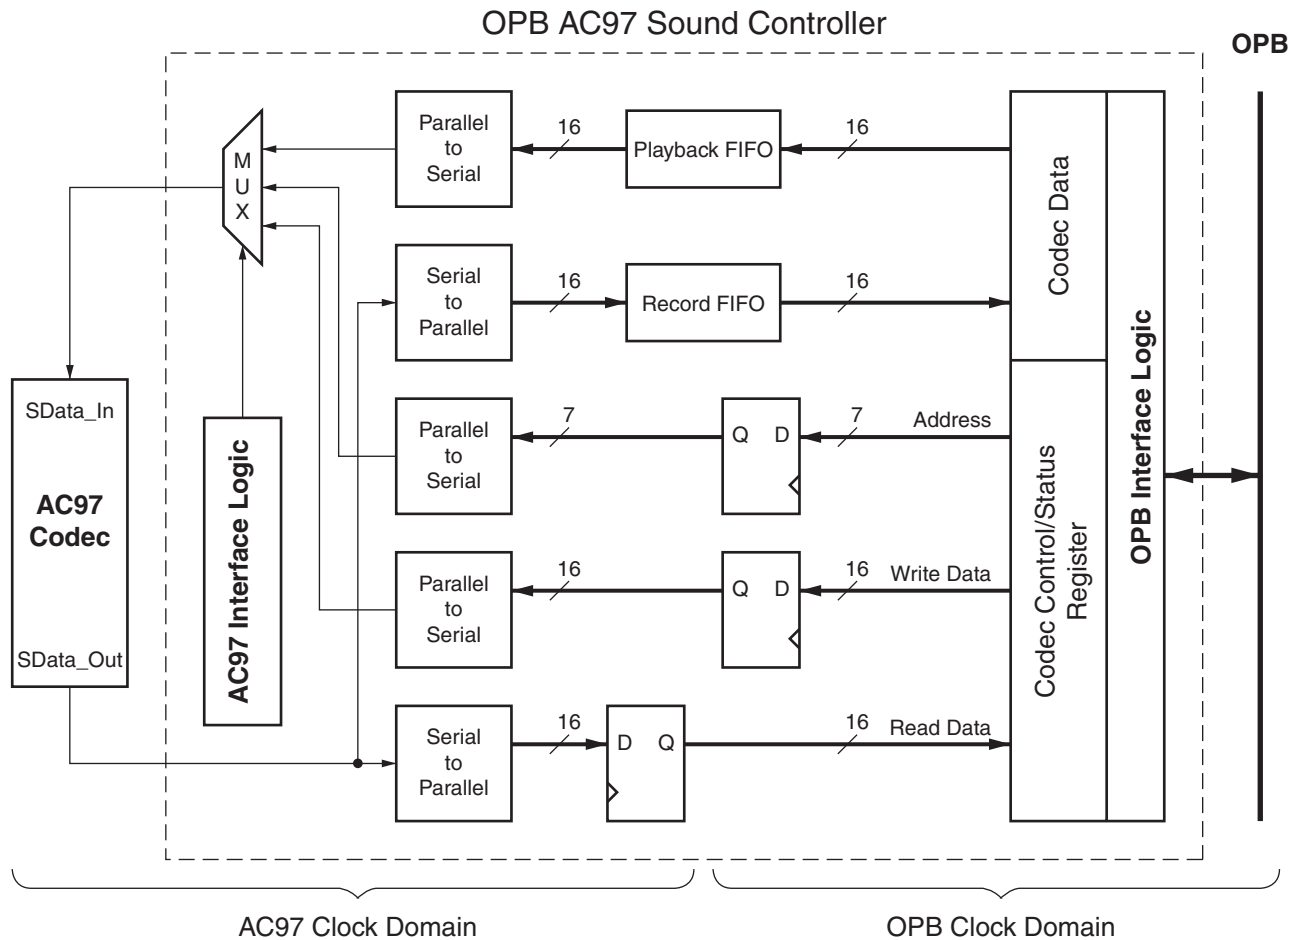 OPB AC97 Sound Controller
OPB
Parallel
to
Serial
16
Playback FIFO
16
M
U
X
Codec Data
Serial
to
Parallel
16
Record FIFO
16
SData_In
AC97
Codec
SData_Out
AC97 Interface Logic
Parallel
to
Serial
7
Q D
7
Address
Codec Control/Status
Register
OPB Interface Logic
Parallel
to
Serial
16
Q D
16
Write Data
Serial
to
Parallel
16
D Q
16
Read Data
AC97 Clock Domain
OPB Clock Domain